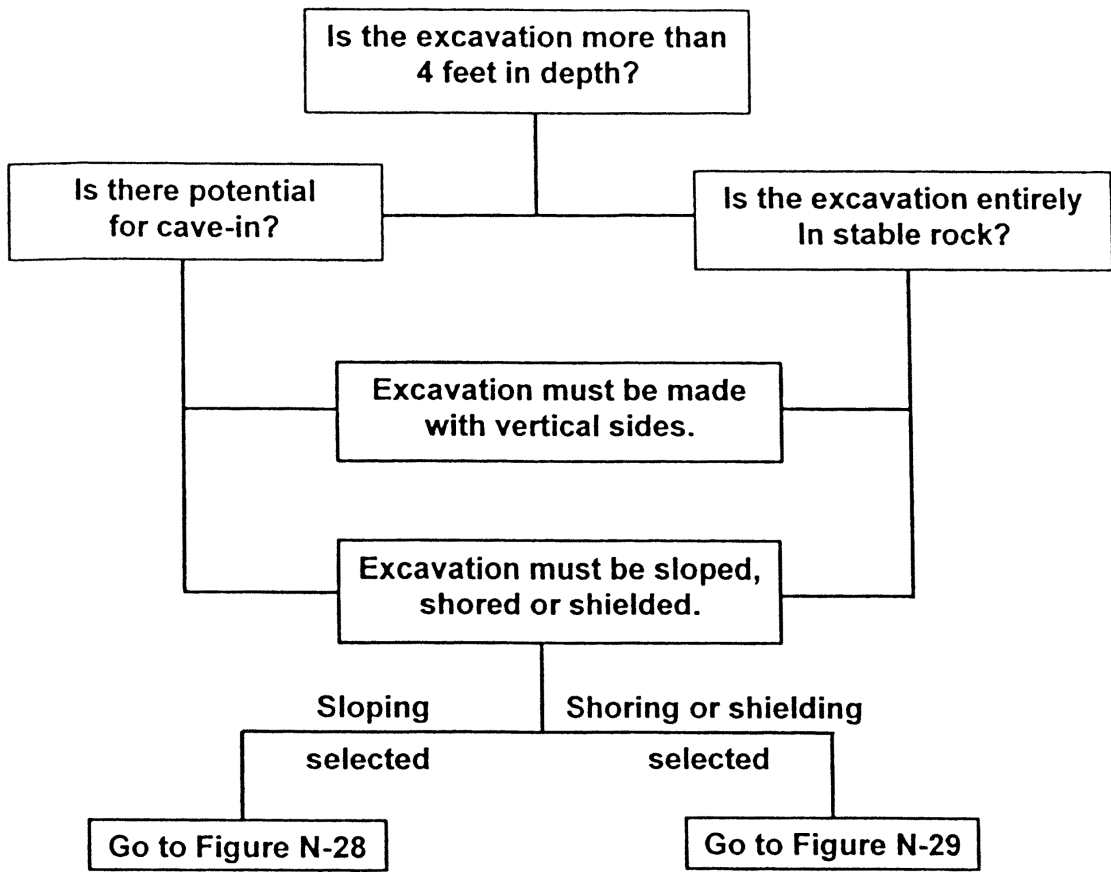 Is the excavation more than
4 feet in depth?
Is there potential
for cave-in?
Is the excavation entirely
In stable rock?
Excavation must be made
with vertical sides.
Excavation must be sloped,
shored or shielded.
Sloping
selected
Shoring or shielding
selected
Go to Figure N-28
Go to Figure N-29